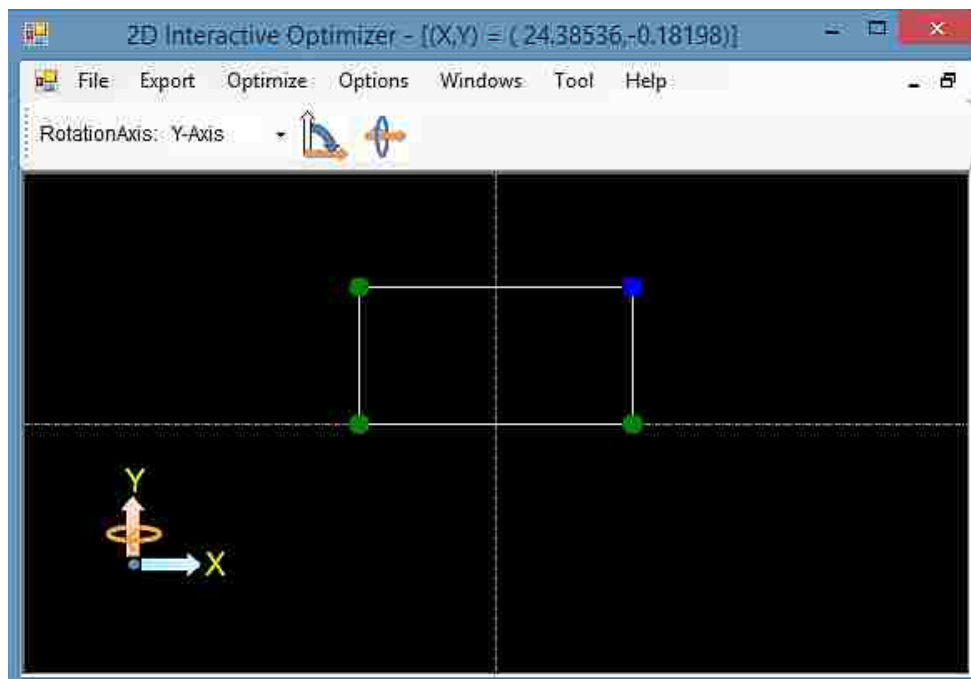 2D Interactive Optimizer - [(X,Y) = ( 24.38536,-0.18198)]
File Export Optimize Options Windows Tool Help
RotationAxis: Y-Axis
Y
X